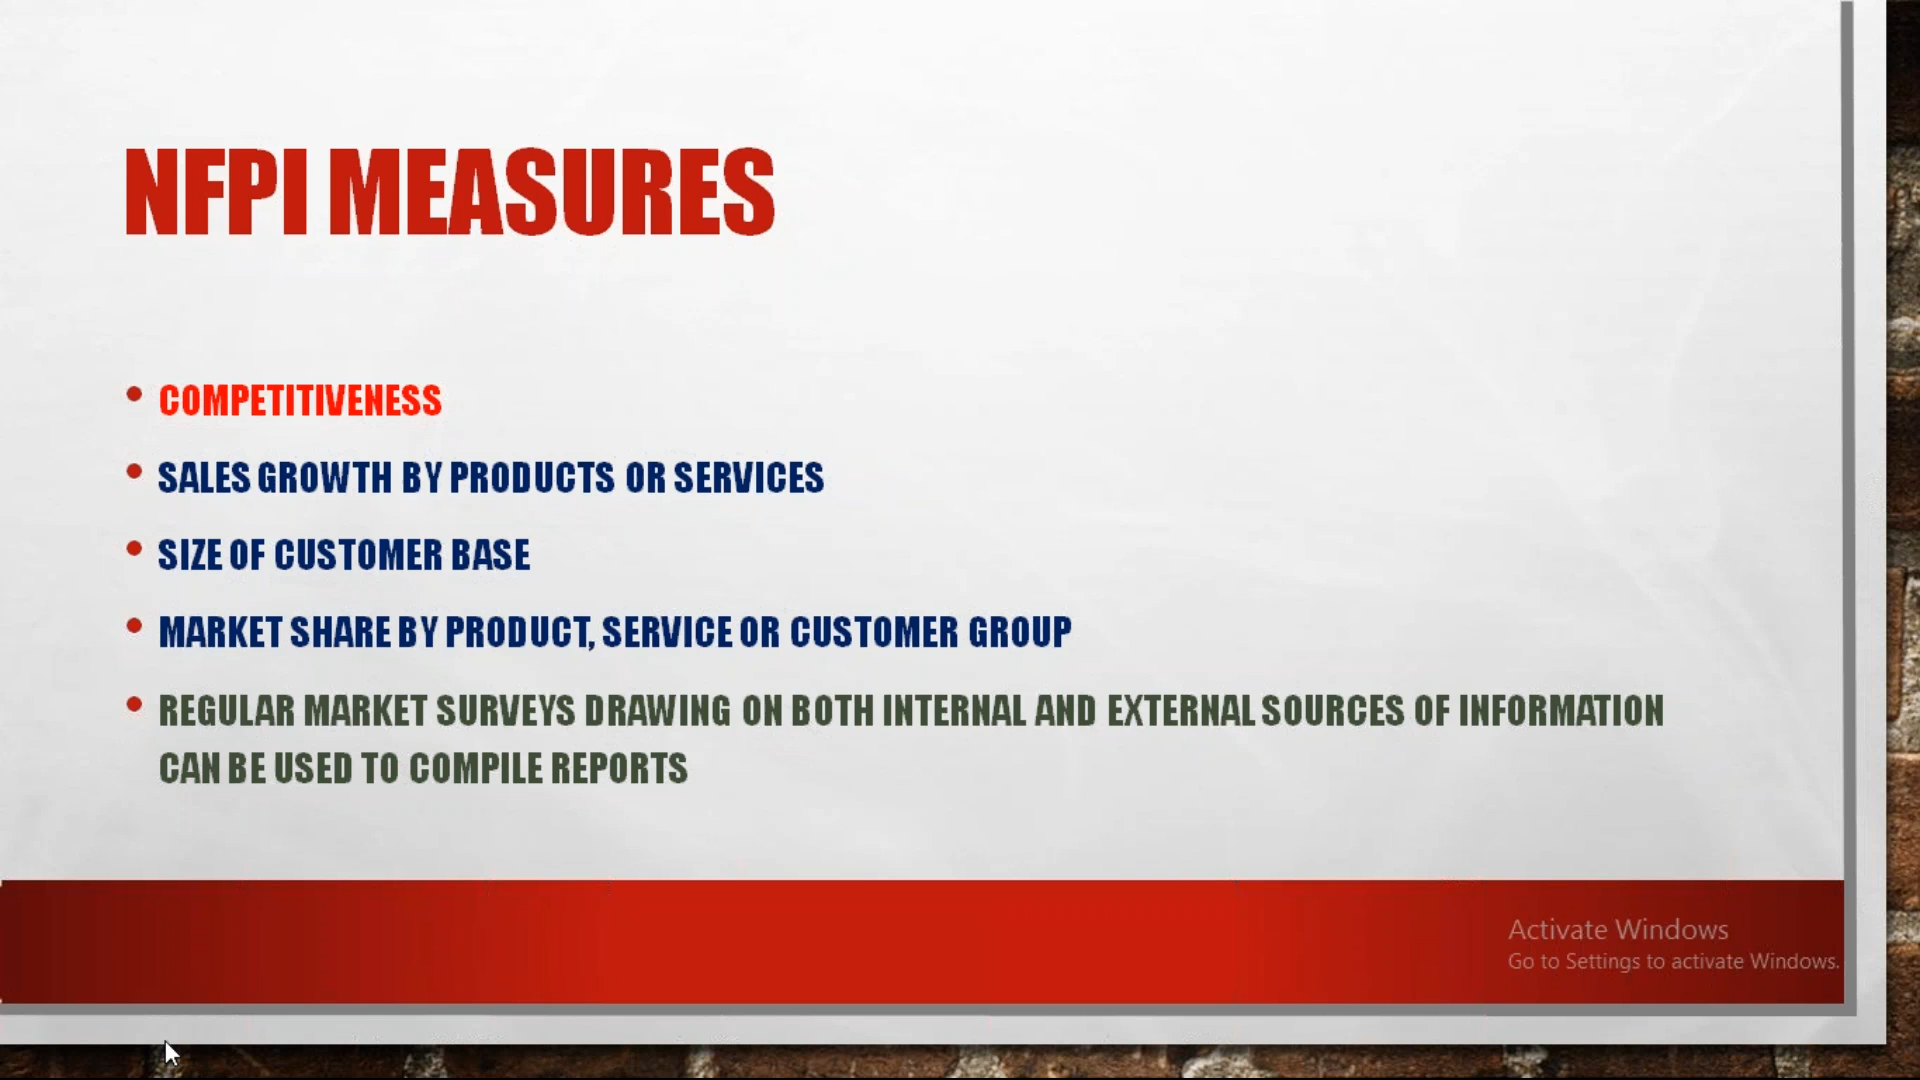 NFPI MEASURES
• COMPETITIVENESS
• SALES GROWTH BY PRODUCTS OR SERVICES
• SIZE OF CUSTOMER BASE
• MARKET SHARE BY PRODUCT, SERVICE OR CUSTOMER GROUP
• REGULAR MARKET SURVEYS DRAWING ON BOTH INTERNAL AND EXTERNAL SOURCES OF INFORMATION
CAN BE USED TO COMPILE REPORTS
Activate Windows
Go to Settings to activate Windows.